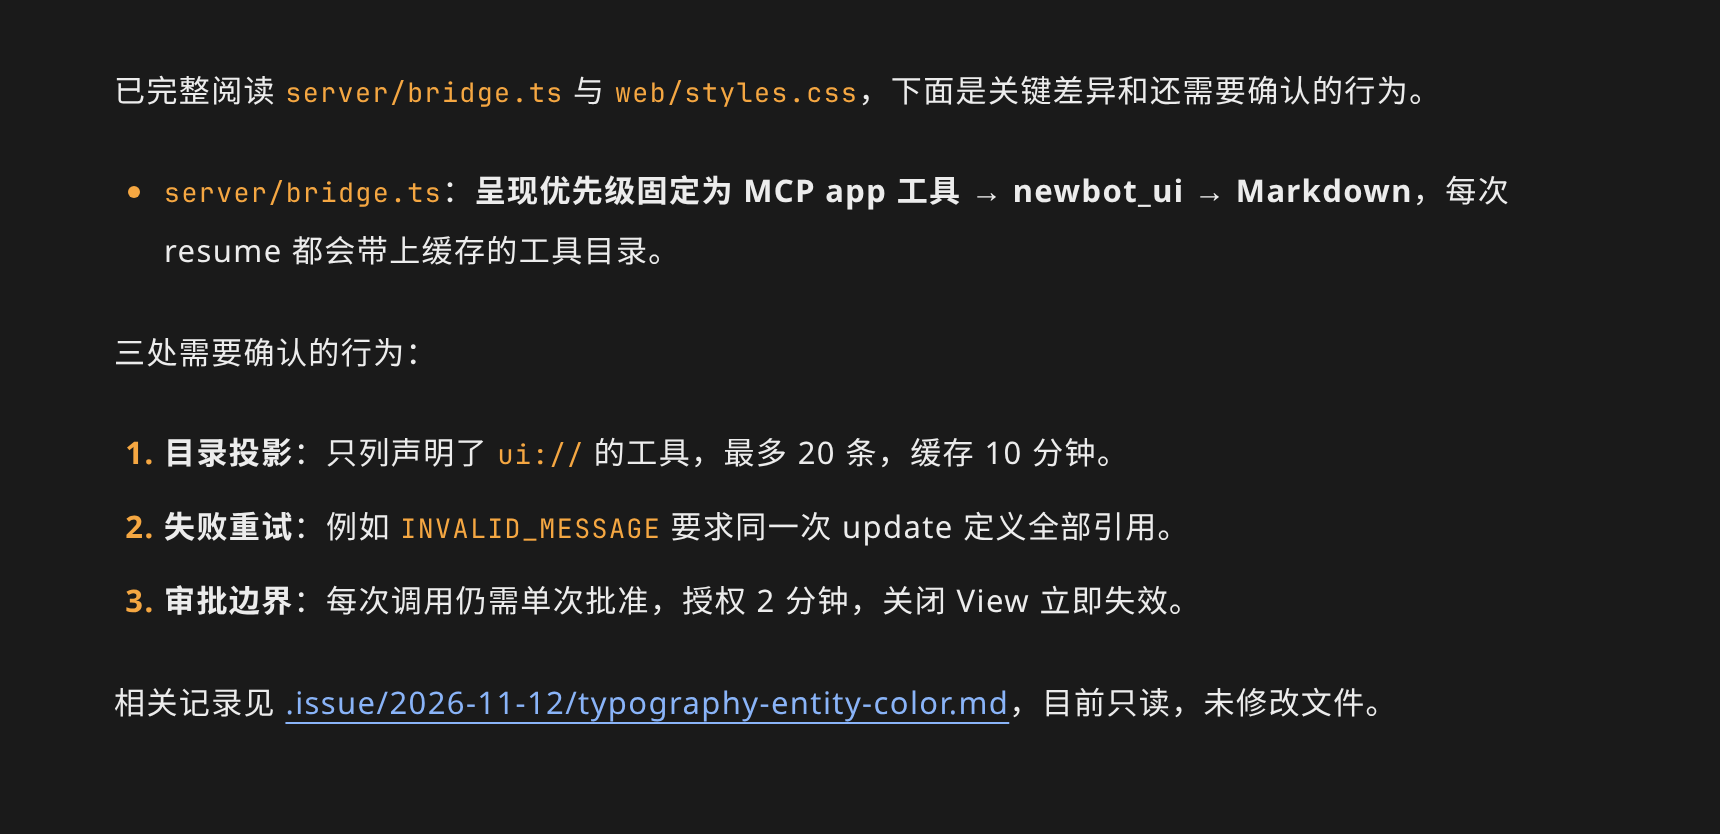 已完整阅读 server/bridge.ts 与 web/styles.css，下面是关键差异和还需要确认的行为。
• server/bridge.ts：呈现优先级固定为 MCP app 工具 → newbot_ui → Markdown，每次
resume 都会带上缓存的工具目录。
三处需要确认的行为：
1. 目录投影：只列声明了 ui:// 的工具，最多 20 条，缓存 10 分钟。
2. 失败重试：例如 INVALID_MESSAGE 要求同一次 update 定义全部引用。
3. 审批边界：每次调用仍需单次批准，授权 2 分钟，关闭 View 立即失效。
相关记录见 .issue/2026-11-12/typography-entity-color.md，目前只读，未修改文件。